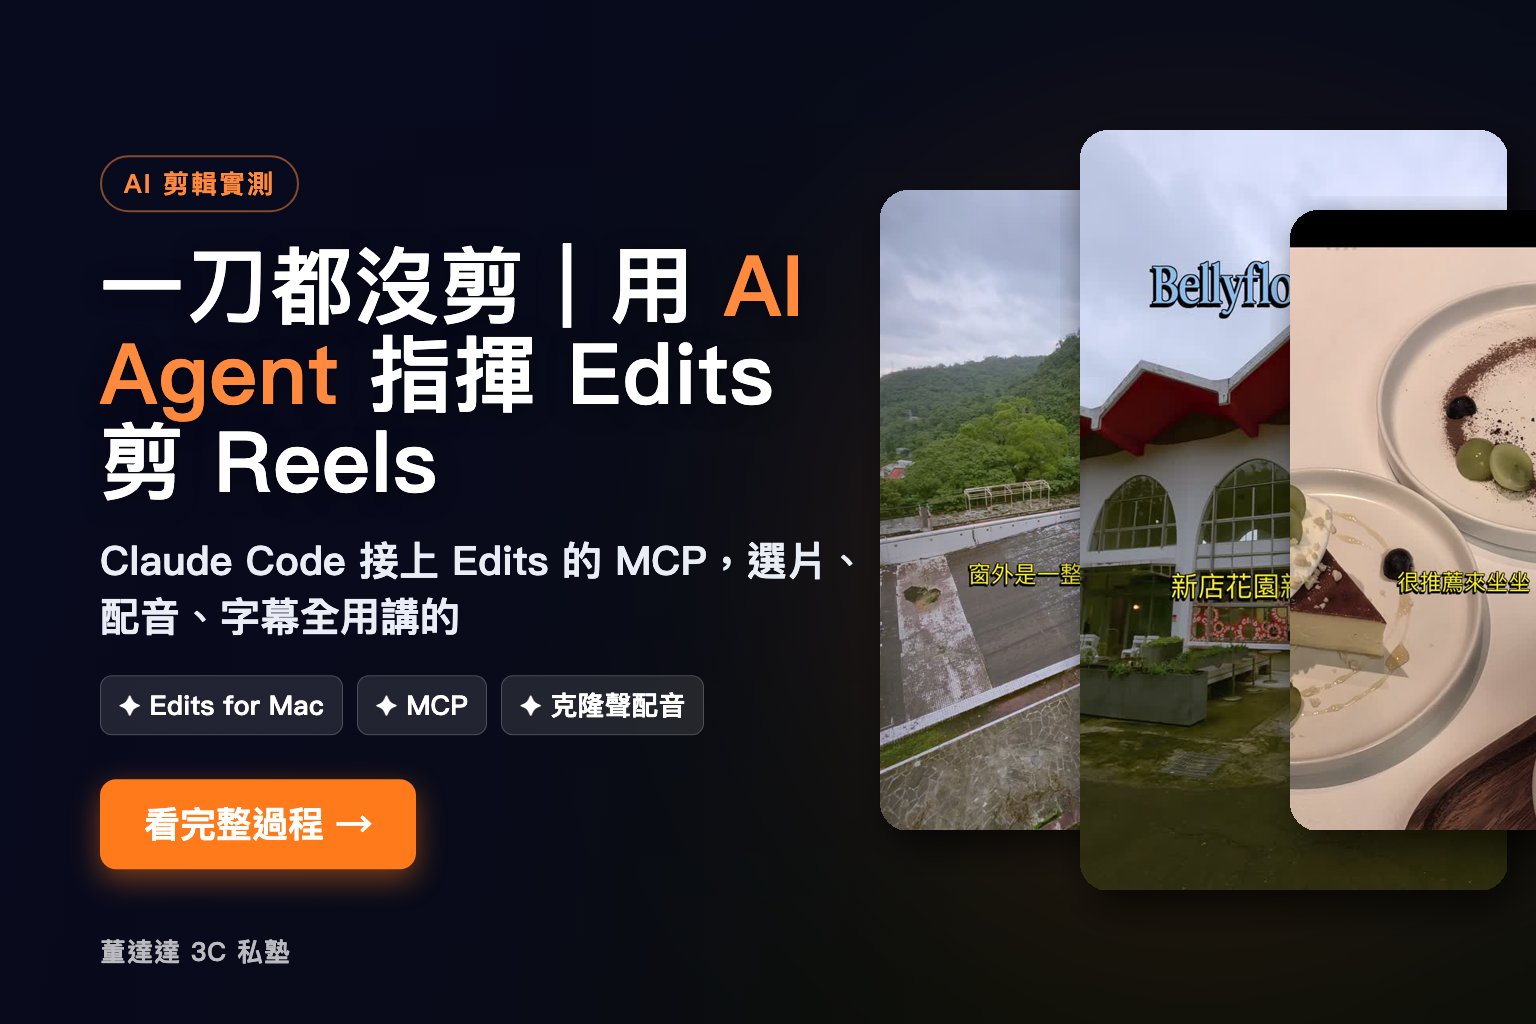 AI 剪輯實測
一刀都沒剪｜用 AI
Agent 指揮 Edits
剪 Reels
Claude Code 接上 Edits 的 MCP，選片、
配音、字幕全用講的
✦ Edits for Mac
✦ MCP
✦ 克隆聲配音
看完整過程 →
董達達 3C 私塾
窗外是一整
Bellyflo
新店花園新
很推薦來坐坐